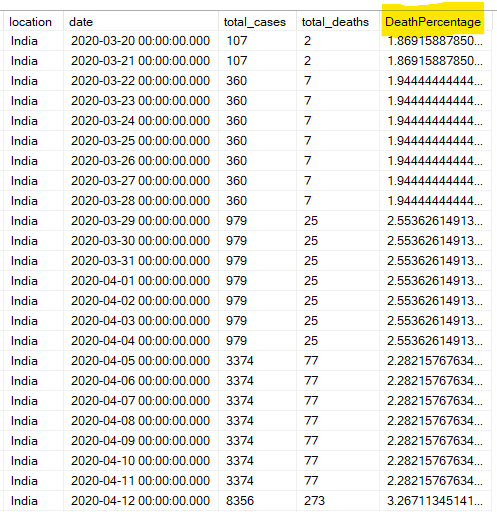 location date total_cases total_deaths DeathPercentage
India 2020-03-20 00:00:00.000 107 2 1.86915887850...
India 2020-03-21 00:00:00.000 107 2 1.86915887850...
India 2020-03-22 00:00:00.000 360 7 1.94444444444...
India 2020-03-23 00:00:00.000 360 7 1.94444444444...
India 2020-03-24 00:00:00.000 360 7 1.94444444444...
India 2020-03-25 00:00:00.000 360 7 1.94444444444...
India 2020-03-26 00:00:00.000 360 7 1.94444444444...
India 2020-03-27 00:00:00.000 360 7 1.94444444444...
India 2020-03-28 00:00:00.000 360 7 1.94444444444...
India 2020-03-29 00:00:00.000 979 25 2.55362614913...
India 2020-03-30 00:00:00.000 979 25 2.55362614913...
India 2020-03-31 00:00:00.000 979 25 2.55362614913...
India 2020-04-01 00:00:00.000 979 25 2.55362614913...
India 2020-04-02 00:00:00.000 979 25 2.55362614913...
India 2020-04-03 00:00:00.000 979 25 2.55362614913...
India 2020-04-04 00:00:00.000 979 25 2.55362614913...
India 2020-04-05 00:00:00.000 3374 77 2.28215767634...
India 2020-04-06 00:00:00.000 3374 77 2.28215767634...
India 2020-04-07 00:00:00.000 3374 77 2.28215767634...
India 2020-04-08 00:00:00.000 3374 77 2.28215767634...
India 2020-04-09 00:00:00.000 3374 77 2.28215767634...
India 2020-04-10 00:00:00.000 3374 77 2.28215767634...
India 2020-04-11 00:00:00.000 3374 77 2.28215767634...
India 2020-04-12 00:00:00.000 8356 273 3.26711345141...